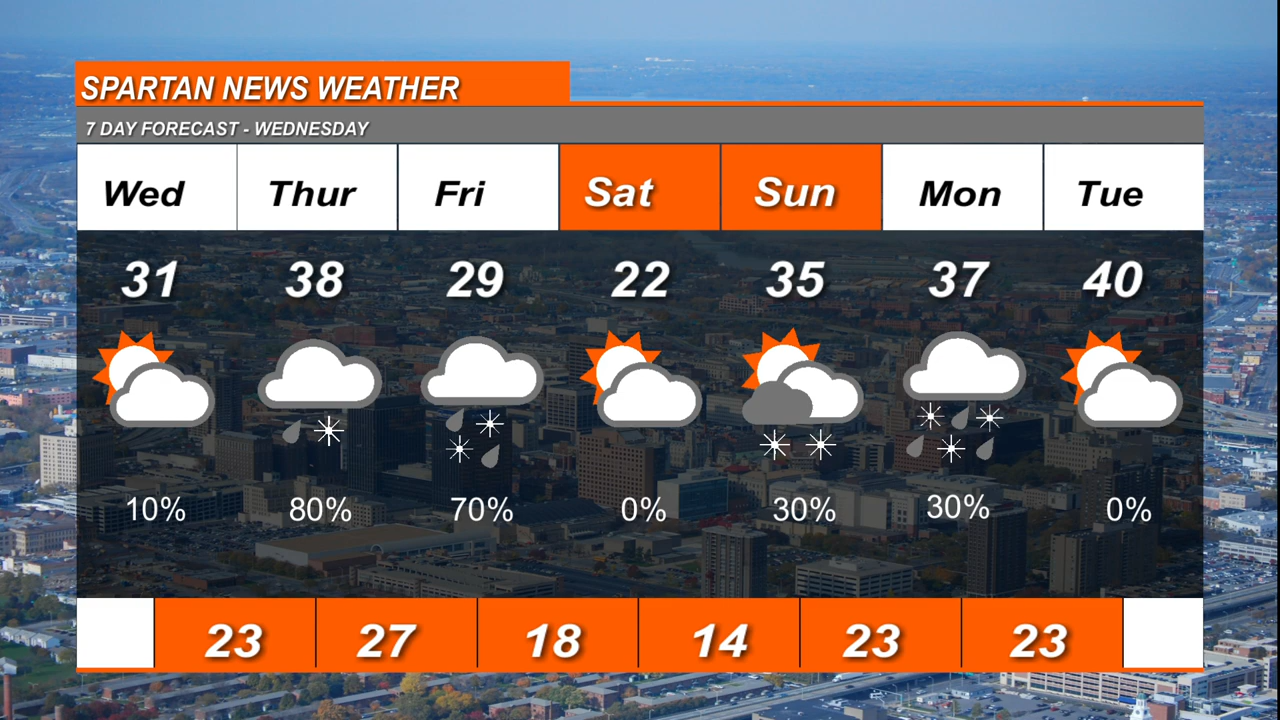 SPARTAN NEWS WEATHER
7 DAY FORECAST - WEDNESDAY
Wed Thur Fri Sat Sun Mon Tue
31 38 29 22 35 37 40
10% 80% 70% 0% 30% 30% 0%
23 27 18 14 23 23